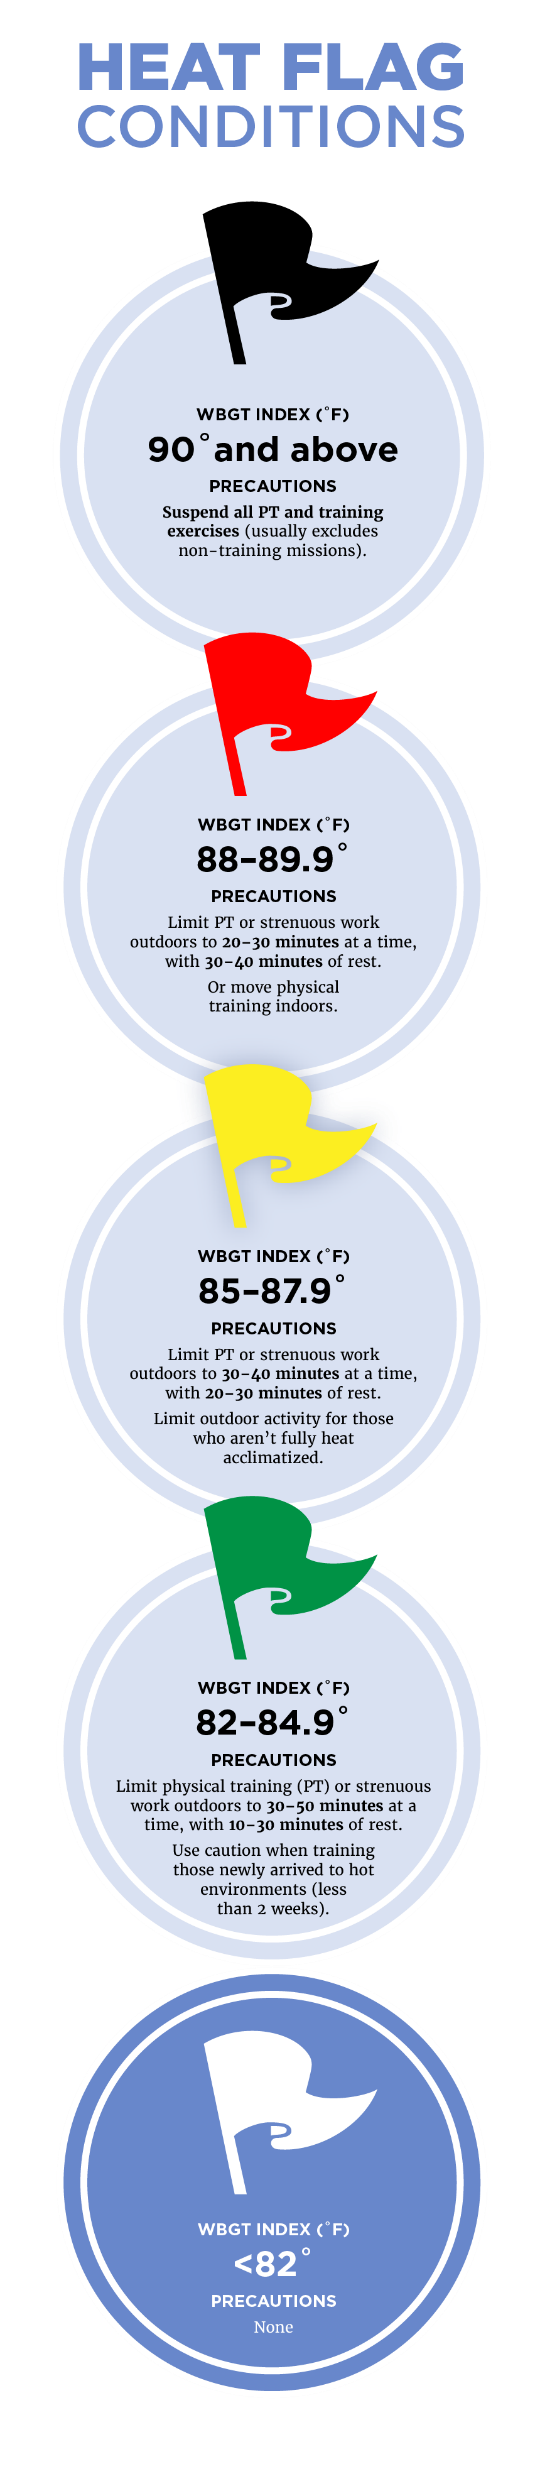 HEAT FLAG
CONDITIONS
WBGT INDEX (°F)
90° and above
PRECAUTIONS
Suspend all PT and training
exercises (usually excludes
non-training missions).
WBGT INDEX (°F)
88–89.9°
PRECAUTIONS
Limit PT or strenuous work
outdoors to 20–30 minutes at a time,
with 30–40 minutes of rest.
Or move physical
training indoors.
WBGT INDEX (°F)
85–87.9°
PRECAUTIONS
Limit PT or strenuous work
outdoors to 30–40 minutes at a time,
with 20–30 minutes of rest.
Limit outdoor activity for those
who aren’t fully heat
acclimatized.
WBGT INDEX (°F)
82–84.9°
PRECAUTIONS
Limit physical training (PT) or strenuous
work outdoors to 30–50 minutes at a
time, with 10–30 minutes of rest.
Use caution when training
those newly arrived to hot
environments (less
than 2 weeks).
WBGT INDEX (°F)
<82°
PRECAUTIONS
None